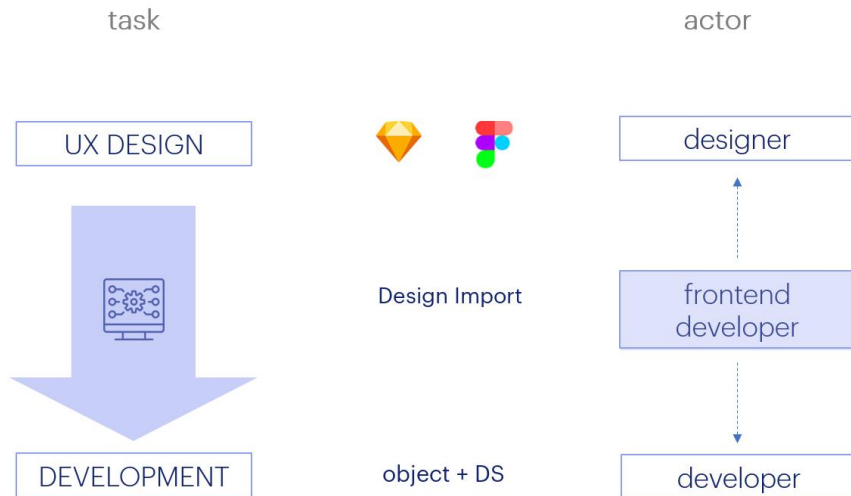 task
actor
UX DESIGN
designer
Design Import
frontend
developer
DEVELOPMENT
object + DS
developer